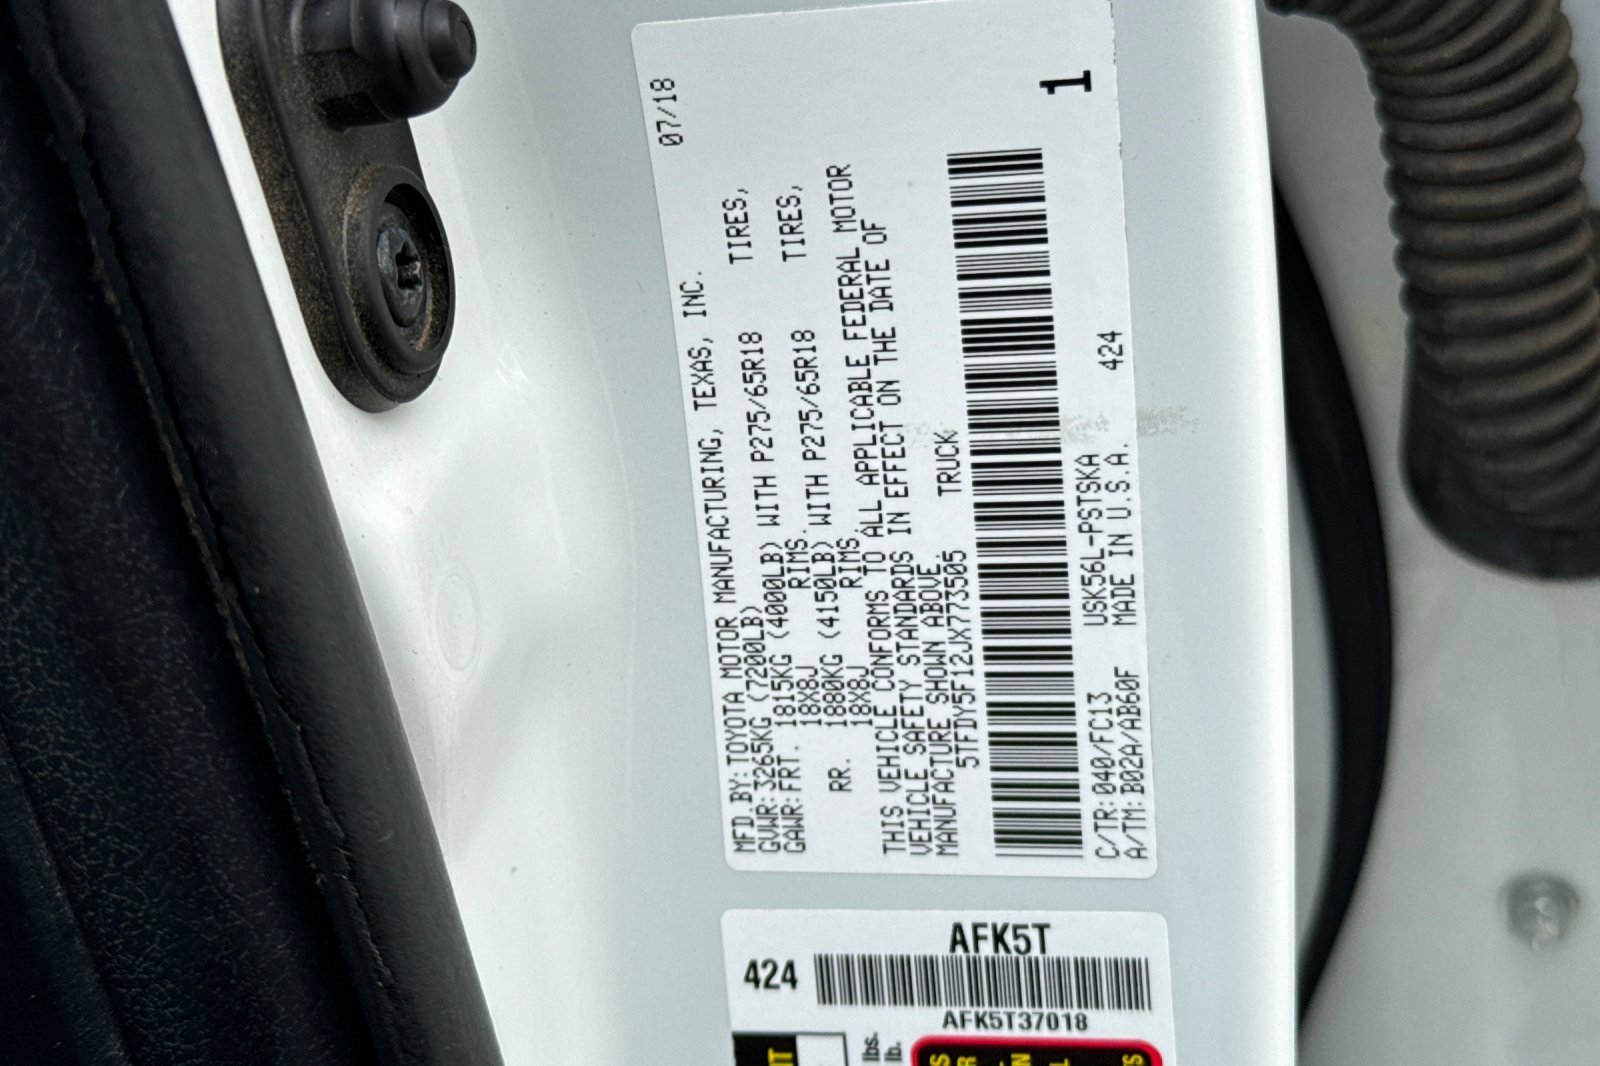 07/18
MFD.BY:TOYOTA MOTOR MANUFACTURING, TEXAS, INC.
GVWR:3265KG (7200LB)
GAWR:FRT. 1815KG (4000LB) WITH P275/65R18 TIRES,
18X8J RIMS.
RR. 1880KG (4150LB) WITH P275/65R18 TIRES,
18X8J RIMS.
THIS VEHICLE CONFORMS TO ALL APPLICABLE FEDERAL MOTOR
VEHICLE SAFETY STANDARDS IN EFFECT ON THE DATE OF
MANUFACTURE SHOWN ABOVE.
5TFDY5F12JX773505 TRUCK
1
C/TR:040/FC13 USK56L-PSTSKA
A/TM:B02A/AB60F MADE IN U.S.A. 424
AFK5T
424
AFK5T37018
lbs.
lb.